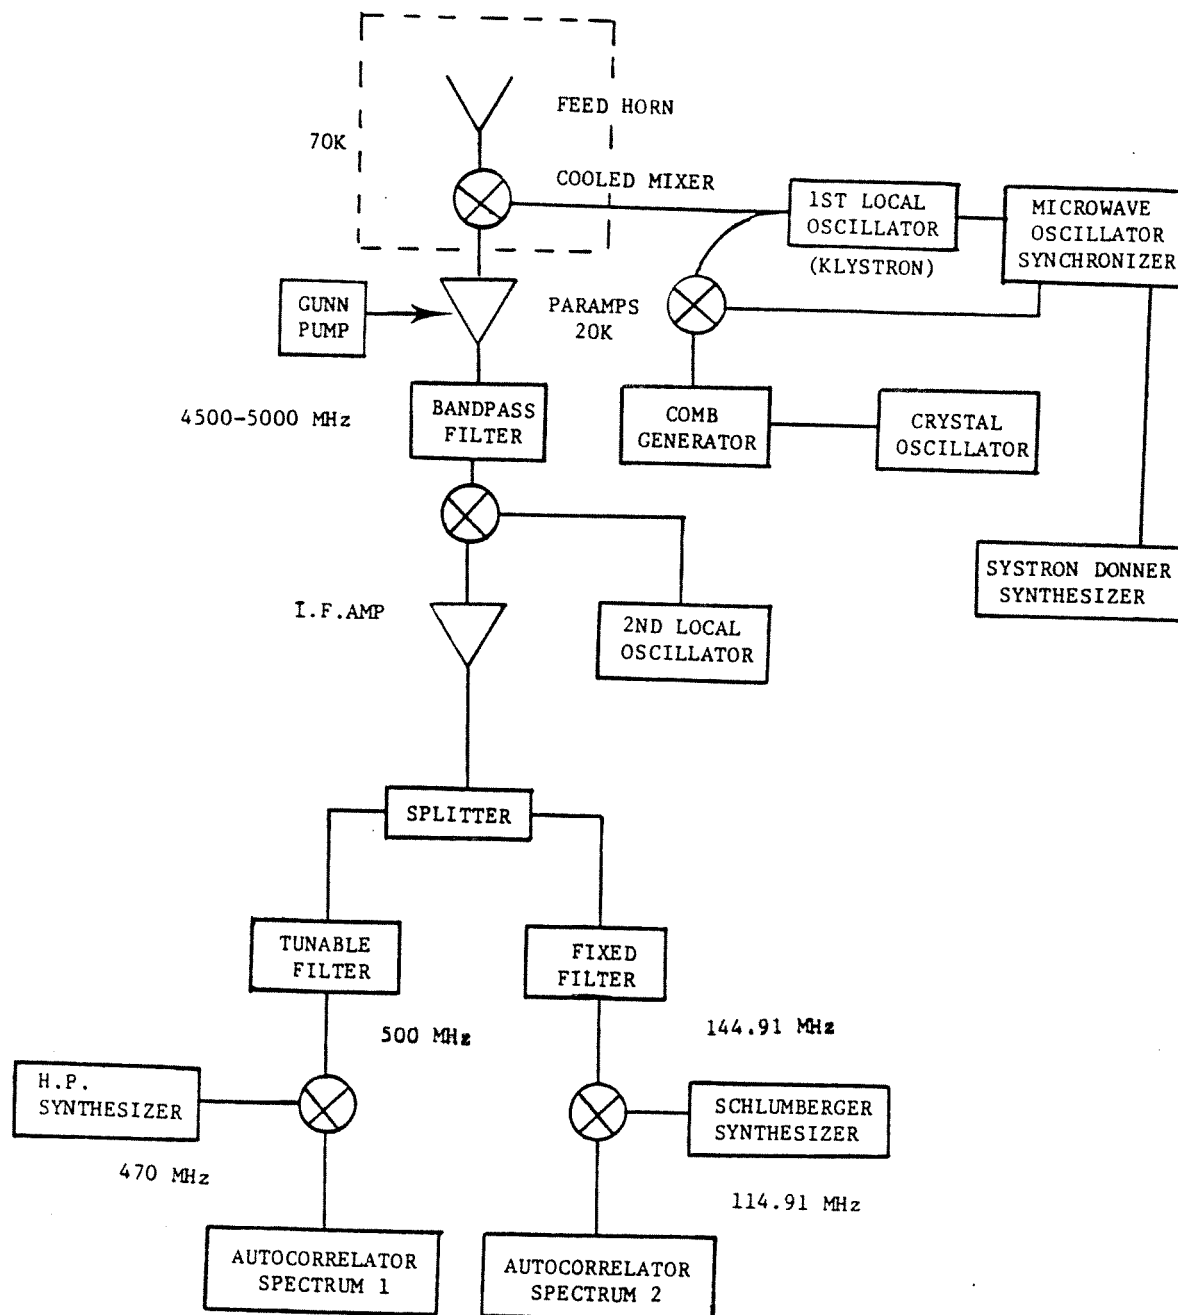 FEED HORN
70K
COOLED MIXER
1ST LOCAL
OSCILLATOR
(KLYSTRON)
MICROWAVE
OSCILLATOR
SYNCHRONIZER
GUNN
PUMP
PARAMPS
20K
4500-5000 MHz
BANDPASS
FILTER
COMB
GENERATOR
CRYSTAL
OSCILLATOR
SYSTRON DONNER
SYNTHESIZER
I.F.AMP
2ND LOCAL
OSCILLATOR
SPLITTER
TUNABLE
FILTER
FIXED
FILTER
500 MHz
144.91 MHz
H.P.
SYNTHESIZER
SCHLUMBERGER
SYNTHESIZER
470 MHz
114.91 MHz
AUTOCORRELATOR
SPECTRUM 1
AUTOCORRELATOR
SPECTRUM 2